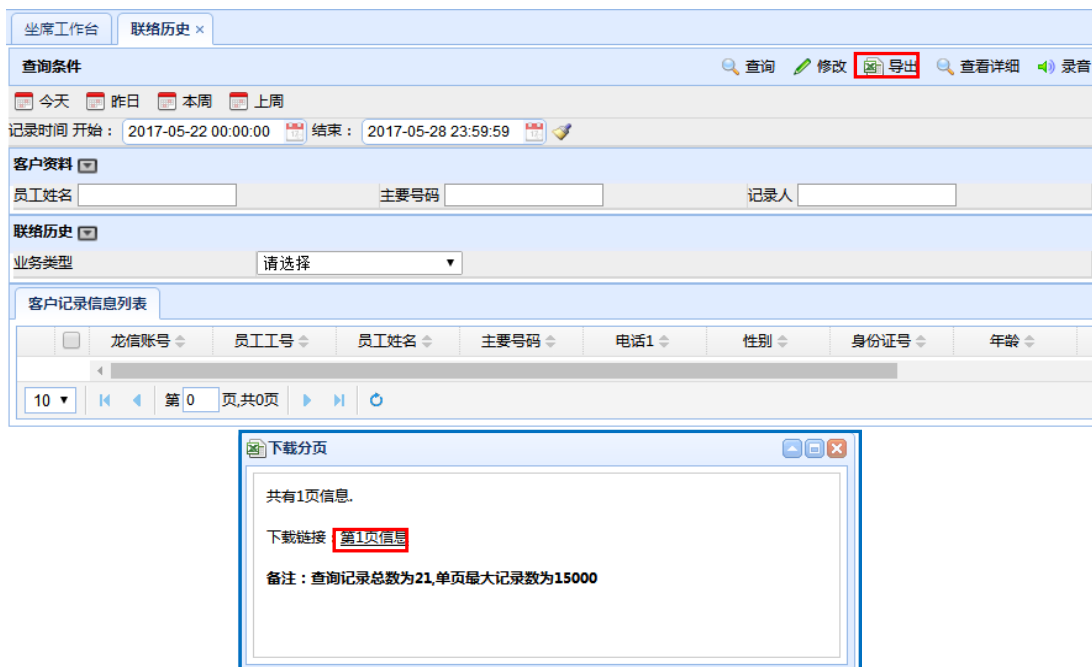 坐席工作台 联络历史 ×
查询条件 查询 修改 导出 查看详细 录音
今天 昨日 本周 上周
记录时间 开始： 2017-05-22 00:00:00 结束： 2017-05-28 23:59:59
客户资料
员工姓名 主要号码 记录人
联络历史
业务类型 请选择
客户记录信息列表
龙信账号 员工工号 员工姓名 主要号码 电话1 性别 身份证号 年龄
10 第 0 页,共0页
下载分页
共有1页信息.
下载链接：第1页信息
备注：查询记录总数为21,单页最大记录数为15000